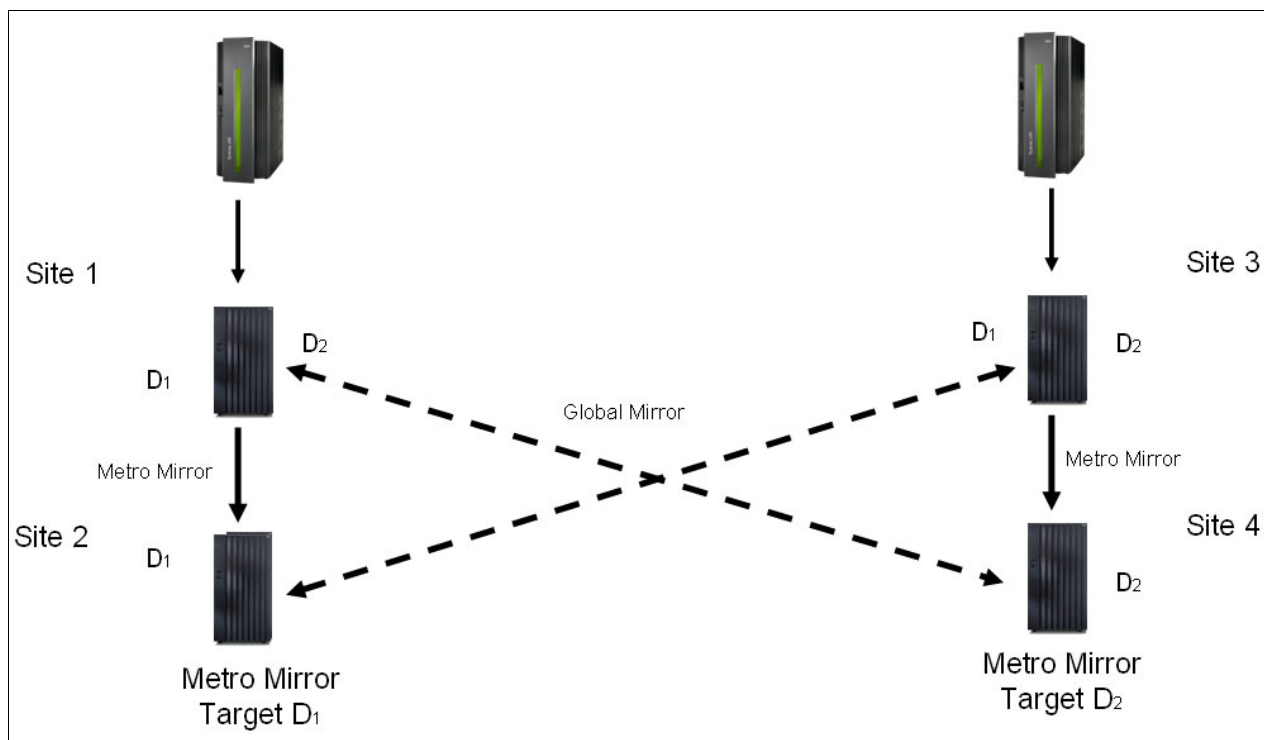 Site 1
Site 3
D1
D2
D1
D2
Global Mirror
Metro Mirror
Metro Mirror
Site 2
Site 4
D1
D2
Metro Mirror
Target D1
Metro Mirror
Target D2